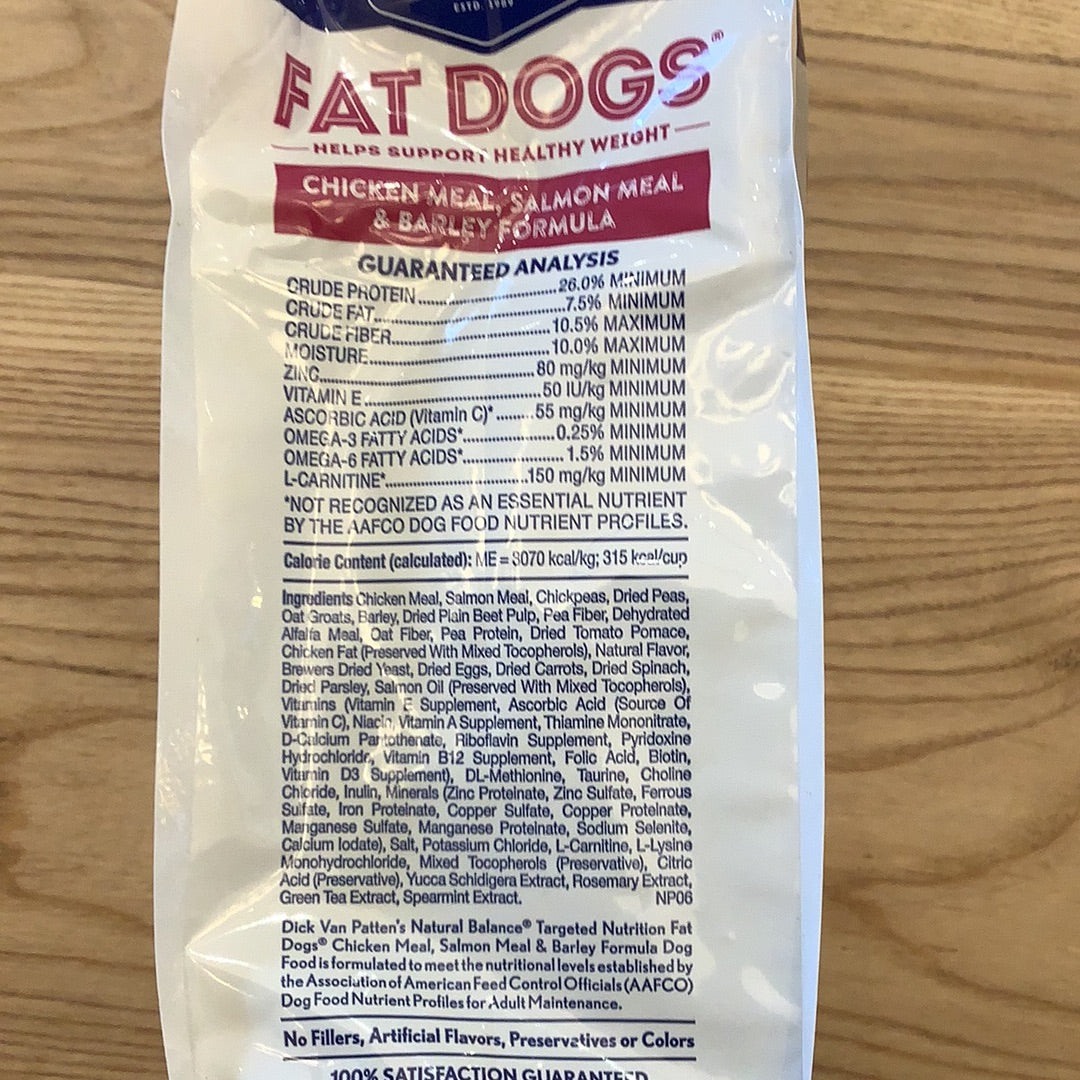 ESTD. 1989
FAT DOGS®
HELPS SUPPORT HEALTHY WEIGHT
CHICKEN MEAL, SALMON MEAL
& BARLEY FORMULA
GUARANTEED ANALYSIS
CRUDE PROTEIN..........26.0% MINIMUM
CRUDE FAT..........7.5% MINIMUM
CRUDE FIBER..........10.5% MAXIMUM
MOISTURE..........10.0% MAXIMUM
ZINC..........80 mg/kg MINIMUM
VITAMIN E..........50 IU/kg MINIMUM
ASCORBIC ACID (Vitamin C)*..........55 mg/kg MINIMUM
OMEGA-3 FATTY ACIDS*..........0.25% MINIMUM
OMEGA-6 FATTY ACIDS*..........1.5% MINIMUM
L-CARNITINE*..........150 mg/kg MINIMUM
*NOT RECOGNIZED AS AN ESSENTIAL NUTRIENT
BY THE AAFCO DOG FOOD NUTRIENT PROFILES.
Calorie Content (calculated): ME = 3070 kcal/kg; 315 kcal/cup
Ingredients Chicken Meal, Salmon Meal, Chickpeas, Dried Peas,
Oat Groats, Barley, Dried Plain Beet Pulp, Pea Fiber, Dehydrated
Alfalfa Meal, Oat Fiber, Pea Protein, Dried Tomato Pomace,
Chicken Fat (Preserved With Mixed Tocopherols), Natural Flavor,
Brewers Dried Yeast, Dried Eggs, Dried Carrots, Dried Spinach,
Dried Parsley, Salmon Oil (Preserved With Mixed Tocopherols),
Vitamins (Vitamin E Supplement, Ascorbic Acid (Source Of
Vitamin C), Niacin, Vitamin A Supplement, Thiamine Mononitrate,
D-Calcium Pantothenate, Riboflavin Supplement, Pyridoxine
Hydrochloride, Vitamin B12 Supplement, Folic Acid, Biotin,
Vitamin D3 Supplement), DL-Methionine, Taurine, Choline
Chloride, Inulin, Minerals (Zinc Proteinate, Zinc Sulfate, Ferrous
Sulfate, Iron Proteinate, Copper Sulfate, Copper Proteinate,
Manganese Sulfate, Manganese Proteinate, Sodium Selenite,
Calcium Iodate), Salt, Potassium Chloride, L-Carnitine, L-Lysine
Monohydrochloride, Mixed Tocopherols (Preservative), Citric
Acid (Preservative), Yucca Schidigera Extract, Rosemary Extract,
Green Tea Extract, Spearmint Extract. NP06
Dick Van Patten's Natural Balance® Targeted Nutrition Fat
Dogs® Chicken Meal, Salmon Meal & Barley Formula Dog
Food is formulated to meet the nutritional levels established by
the Association of American Feed Control Officials (AAFCO)
Dog Food Nutrient Profiles for Adult Maintenance.
No Fillers, Artificial Flavors, Preservatives or Colors
100% SATISFACTION GUARANTEED